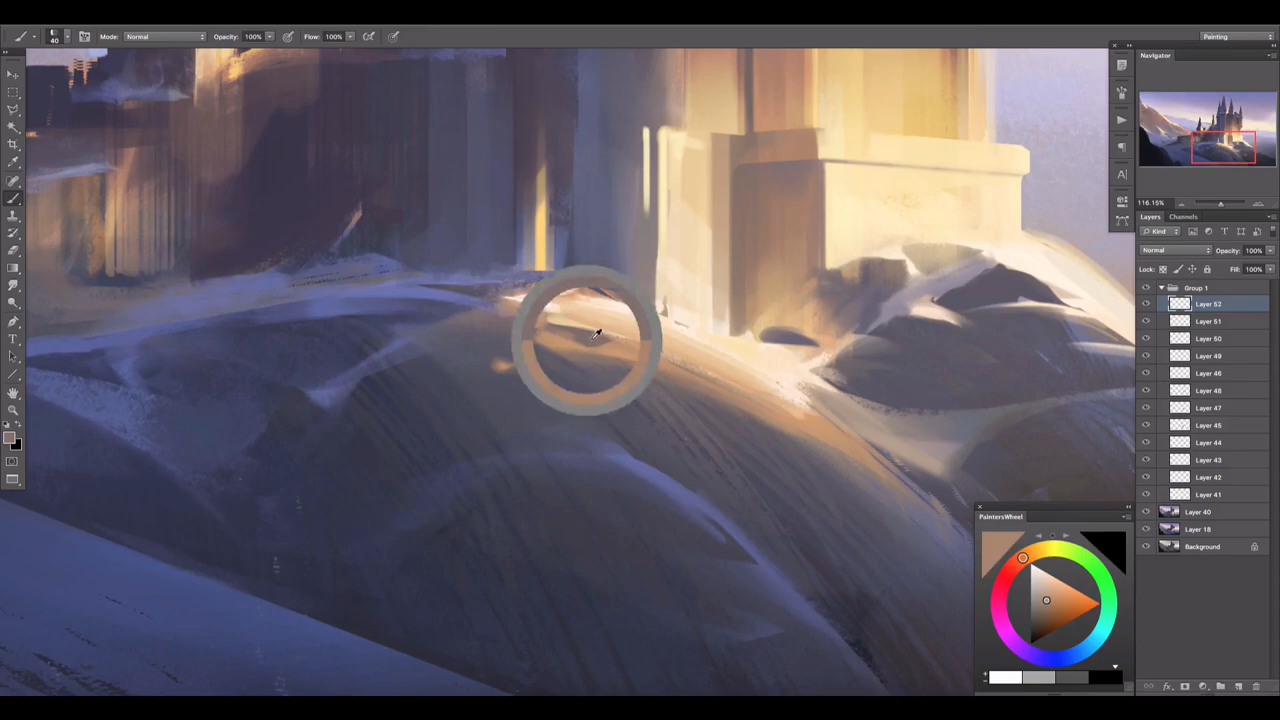 40 Mode: Normal Opacity: 100% Flow: 100% Painting
Navigator
116.15%
Layers Channels
Kind
Normal Opacity: 100%
Lock: Fill: 100%
Group 1
Layer 52
Layer 51
Layer 50
Layer 49
Layer 46
Layer 48
Layer 47
Layer 45
Layer 44
Layer 43
Layer 42
Layer 41
Layer 40
Layer 18
Background
PaintersWheel